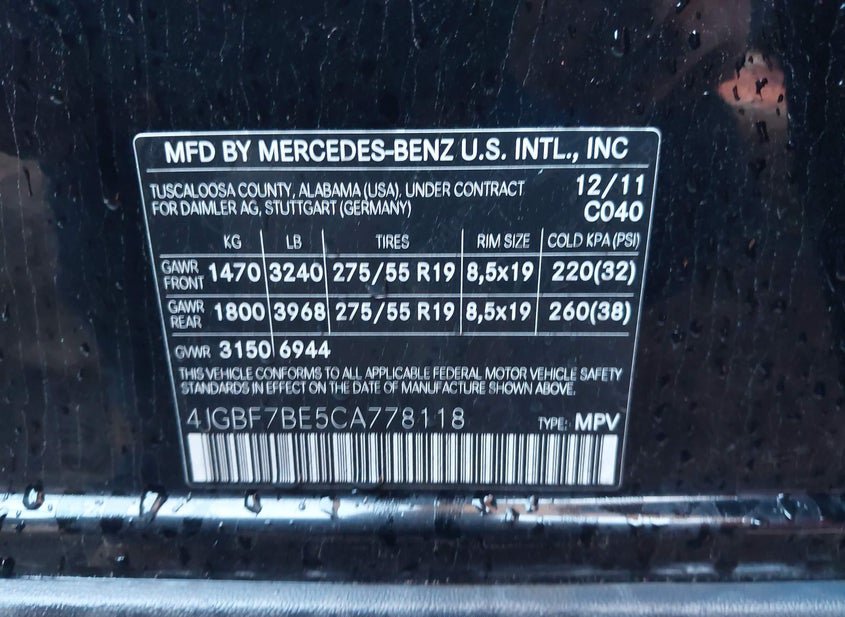 MFD BY MERCEDES-BENZ U.S. INTL., INC
TUSCALOOSA COUNTY, ALABAMA (USA), UNDER CONTRACT 12/11
FOR DAIMLER AG, STUTTGART (GERMANY) C040
KG LB TIRES RIM SIZE COLD KPA (PSI)
GAWR FRONT 1470 3240 275/55 R19 8,5x19 220(32)
GAWR REAR 1800 3968 275/55 R19 8,5x19 260(38)
GVWR 3150 6944
THIS VEHICLE CONFORMS TO ALL APPLICABLE FEDERAL MOTOR VEHICLE SAFETY
STANDARDS IN EFFECT ON THE DATE OF MANUFACTURE SHOWN ABOVE.
4JGBF7BE5CA778118 TYPE: MPV